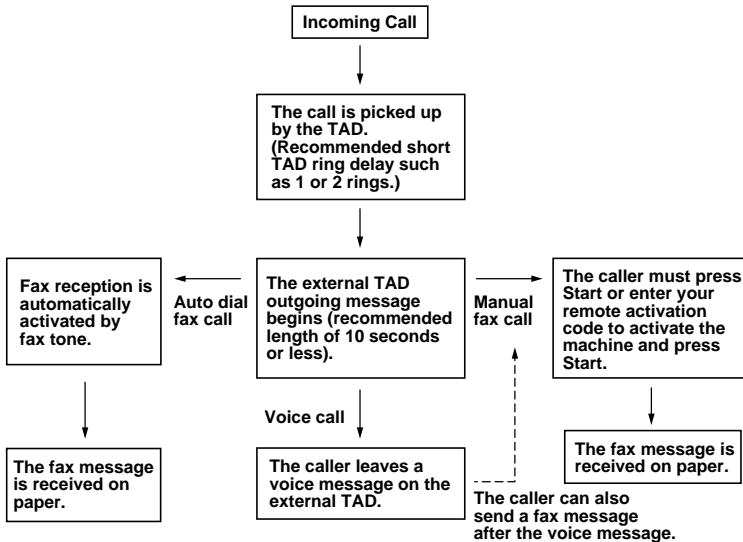 Incoming Call
The call is picked up
by the TAD.
(Recommended short
TAD ring delay such
as 1 or 2 rings.)
Fax reception is
automatically
activated by
fax tone.
Auto dial
fax call
The external TAD
outgoing message
begins (recommended
length of 10 seconds
or less).
Manual
fax call
The caller must press
Start or enter your
remote activation
code to activate the
machine and press
Start.
Voice call
The fax message
is received on
paper.
The caller leaves a
voice message on the
external TAD.
The fax message is
received on paper.
The caller can also
send a fax message
after the voice message.